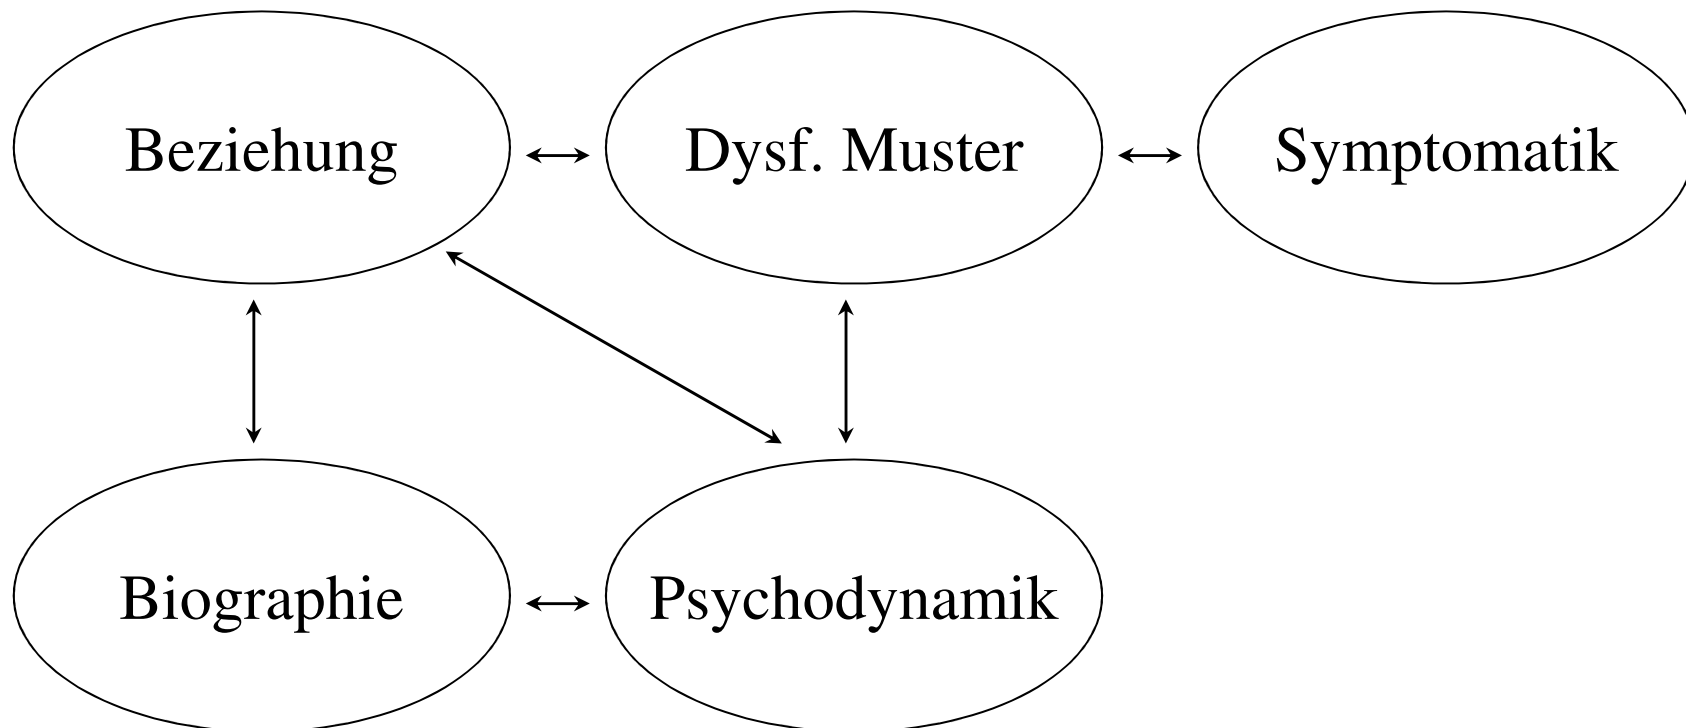 Beziehung
Dysf. Muster
Symptomatik
Biographie
Psychodynamik